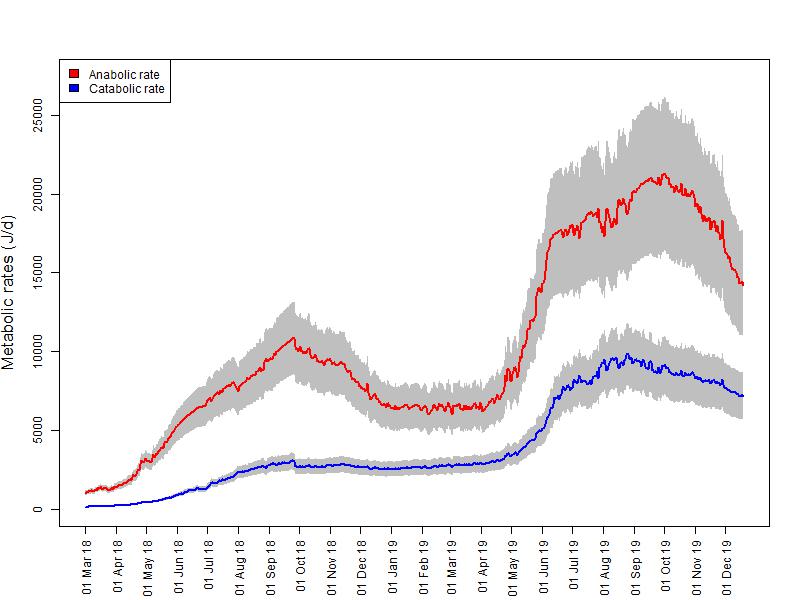 Anabolic rate
Catabolic rate
Metabolic rates (J/d)
25000
20000
15000
10000
5000
0
01 Mar 18
01 Apr 18
01 May 18
01 Jun 18
01 Jul 18
01 Aug 18
01 Sep 18
01 Oct 18
01 Nov 18
01 Dec 18
01 Jan 19
01 Feb 19
01 Mar 19
01 Apr 19
01 May 19
01 Jun 19
01 Jul 19
01 Aug 19
01 Sep 19
01 Oct 19
01 Nov 19
01 Dec 19